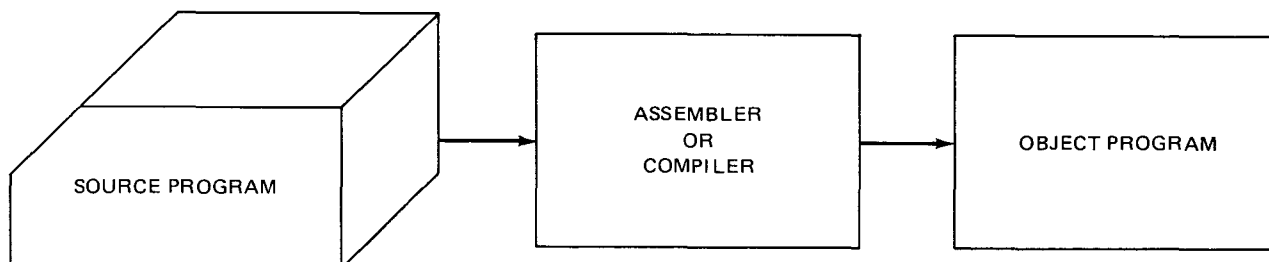 SOURCE PROGRAM
ASSEMBLER
OR
COMPILER
OBJECT PROGRAM